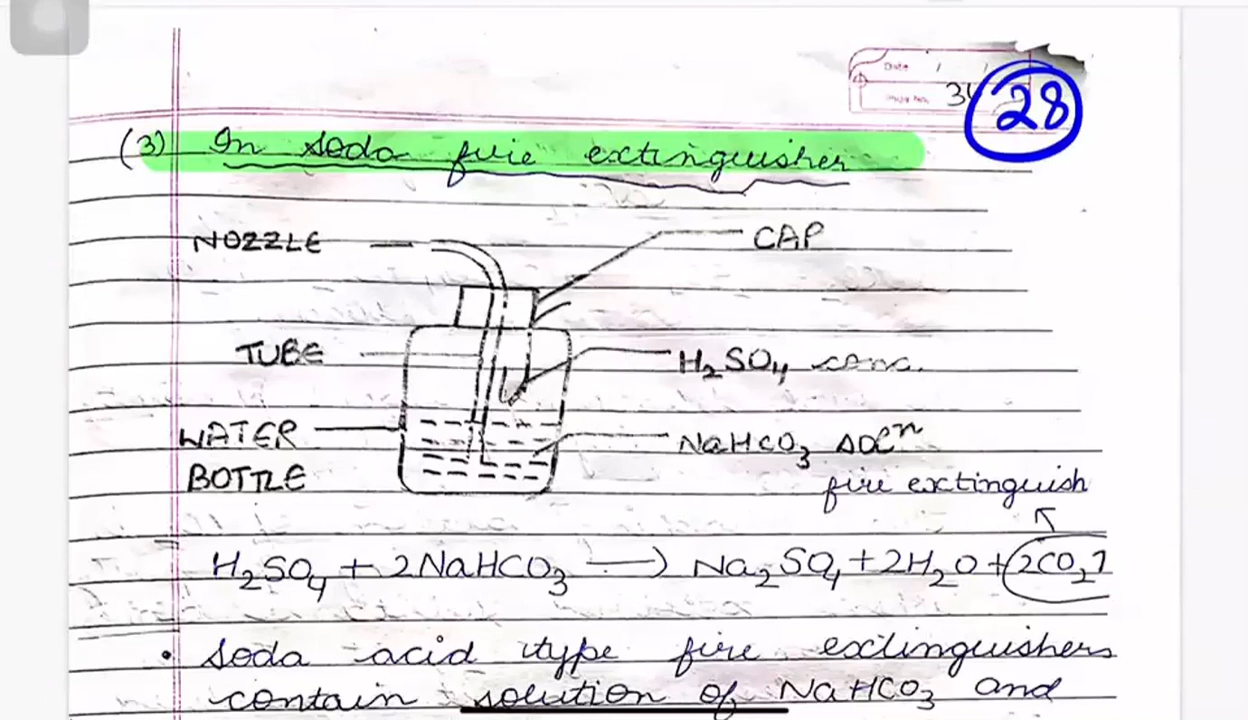 Date / /
Page No. 34
28
(3) In soda fire extinguisher
NOZZLE
CAP
TUBE
H₂SO₄ conc.
WATER BOTTLE
NaHCO₃ solⁿ
fire extinguish
H₂SO₄ + 2NaHCO₃ → Na₂SO₄ + 2H₂O + 2CO₂↑
• Soda acid type fire extinguishers
contain solution of NaHCO₃ and